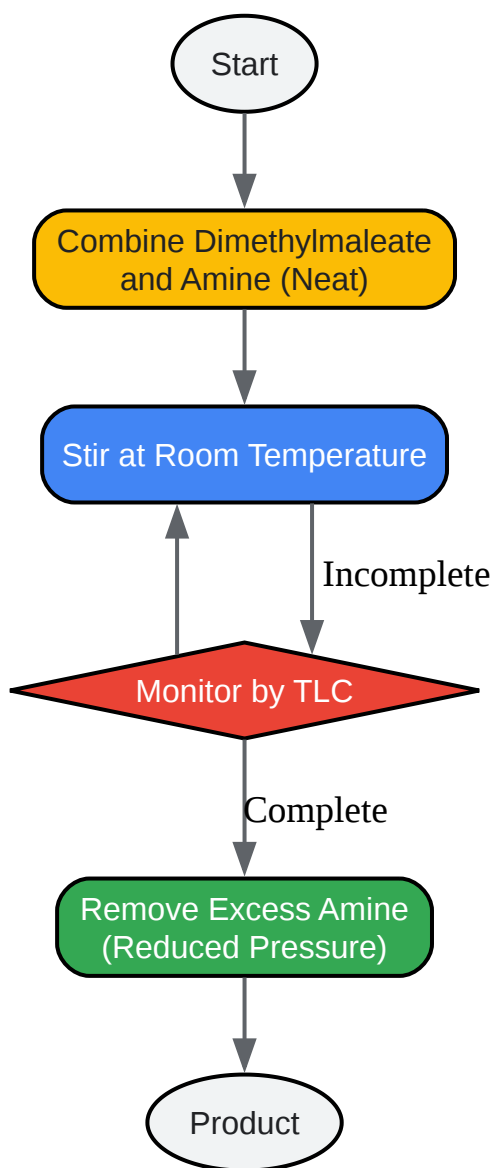 Start
Combine Dimethylmaleate
and Amine (Neat)
Stir at Room Temperature
Incomplete
Monitor by TLC
Complete
Remove Excess Amine
(Reduced Pressure)
Product